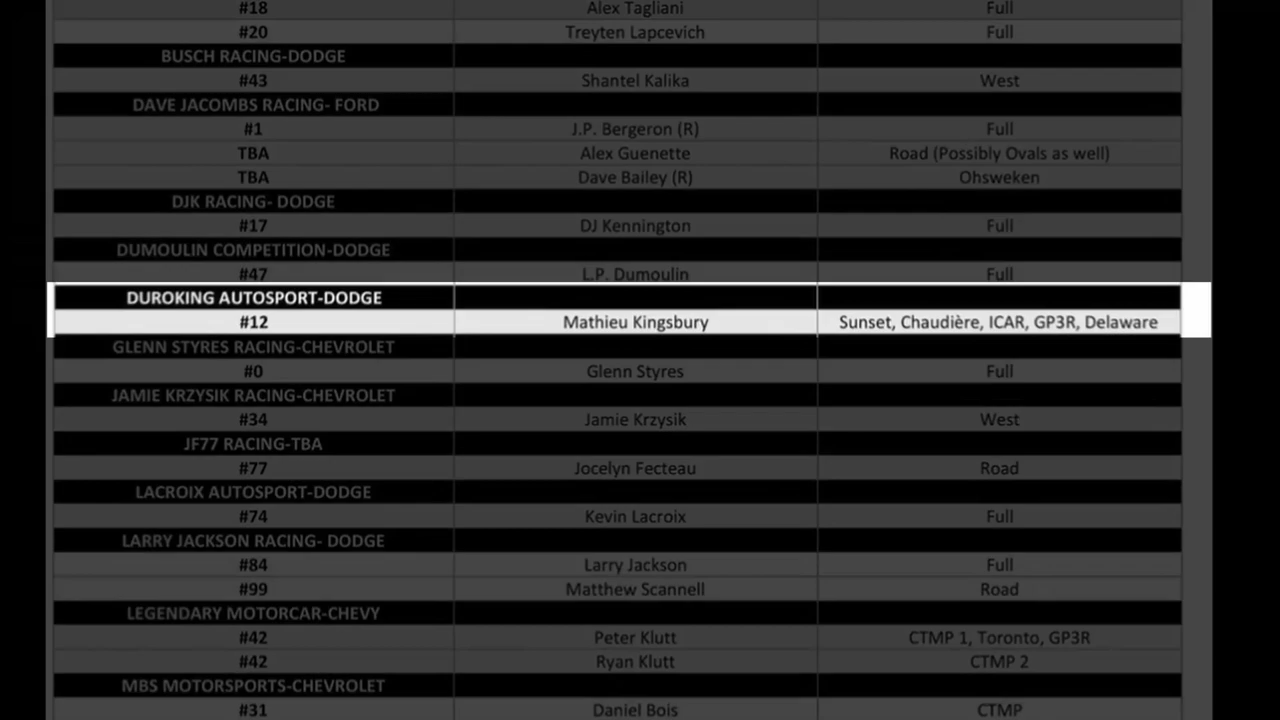 #18 Alex Tagliani Full
#20 Treyten Lapcevich Full
BUSCH RACING-DODGE
#43 Shantel Kalika West
DAVE JACOMBS RACING- FORD
#1 J.P. Bergeron (R) Full
TBA Alex Guenette Road (Possibly Ovals as well)
TBA Dave Bailey (R) Ohsweken
DJK RACING- DODGE
#17 DJ Kennington Full
DUMOULIN COMPETITION-DODGE
#47 L.P. Dumoulin Full
DUROKING AUTOSPORT-DODGE
#12 Mathieu Kingsbury Sunset, Chaudière, ICAR, GP3R, Delaware
GLENN STYRES RACING-CHEVROLET
#0 Glenn Styres Full
JAMIE KRZYSIK RACING-CHEVROLET
#34 Jamie Krzysik West
JF77 RACING-TBA
#77 Jocelyn Fecteau Road
LACROIX AUTOSPORT-DODGE
#74 Kevin Lacroix Full
LARRY JACKSON RACING- DODGE
#84 Larry Jackson Full
#99 Matthew Scannell Road
LEGENDARY MOTORCAR-CHEVY
#42 Peter Klutt CTMP 1, Toronto, GP3R
#42 Ryan Klutt CTMP 2
MBS MOTORSPORTS-CHEVROLET
#31 Daniel Bois CTMP